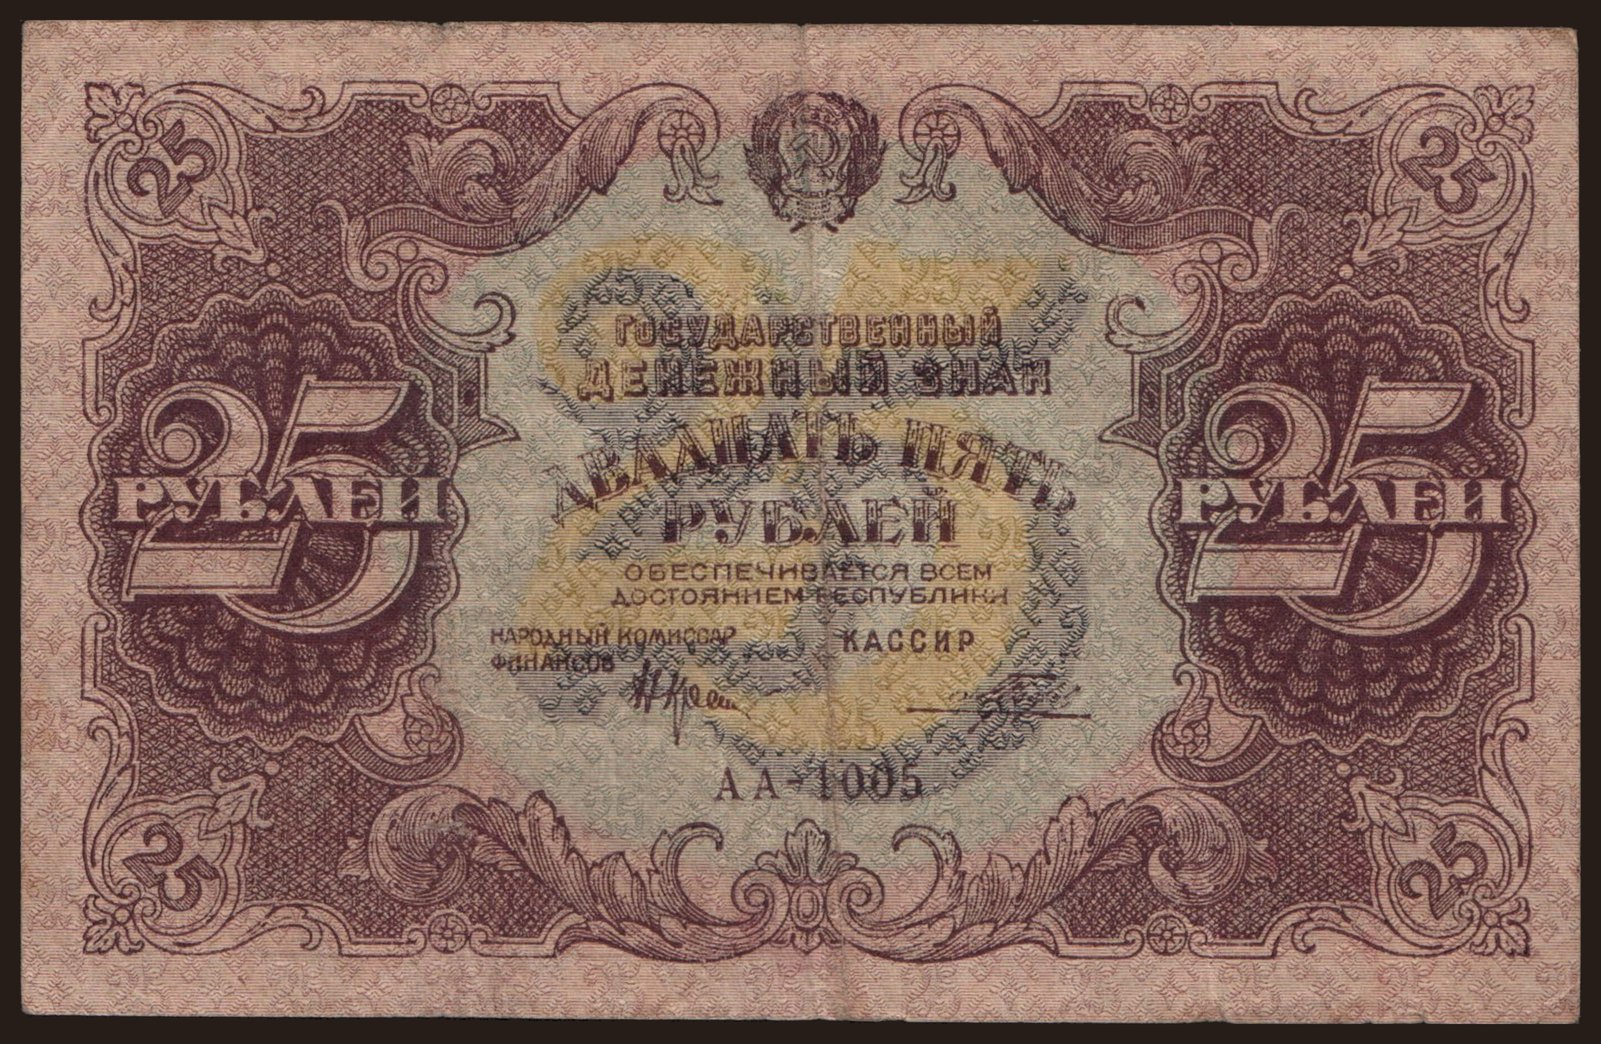 25 25
ГОСУДАРСТВЕННЫЙ
ДЕНЕЖНЫЙ ЗНАК
ДВАДЦАТЬ ПЯТЬ
РУБЛЕЙ
25 РУБЛЕЙ
25 РУБЛЕЙ
ОБЕСПЕЧИВАЕТСЯ ВСЕМ
ДОСТОЯНИЕМ РЕСПУБЛИКИ
НАРОДНЫЙ КОМИССАР
ФИНАНСОВ
КАССИР
АА-1005
25 25